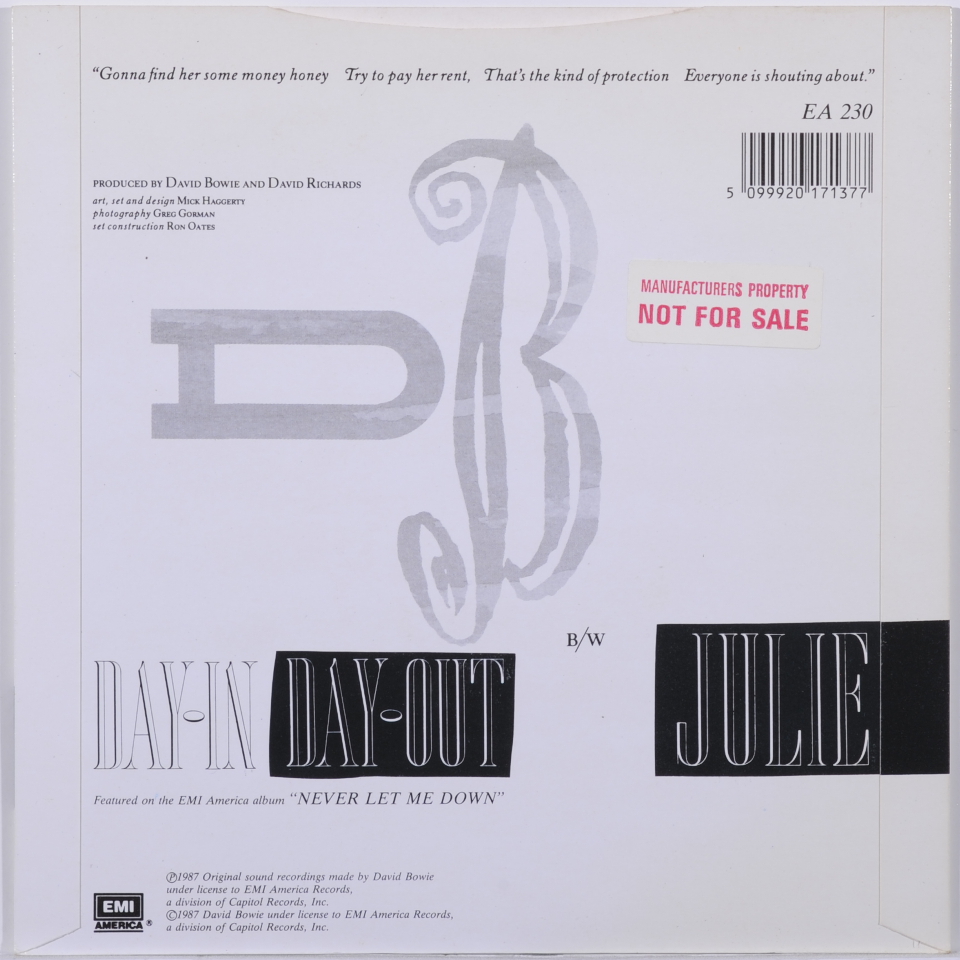 “Gonna find her some money honey Try to pay her rent, That's the kind of protection Everyone is shouting about.”
EA 230
5 099920 171377
PRODUCED BY DAVID BOWIE AND DAVID RICHARDS
art, set and design MICK HAGGERTY
photography GREG GORMAN
set construction RON OATES
MANUFACTURERS PROPERTY
NOT FOR SALE
DB
B/W
DAY-IN DAY-OUT
JULIE
Featured on the EMI America album “NEVER LET ME DOWN”
Ⓟ1987 Original sound recordings made by David Bowie
under license to EMI America Records,
a division of Capitol Records, Inc.
©1987 David Bowie under license to EMI America Records,
a division of Capitol Records, Inc.
EMI
AMERICA®